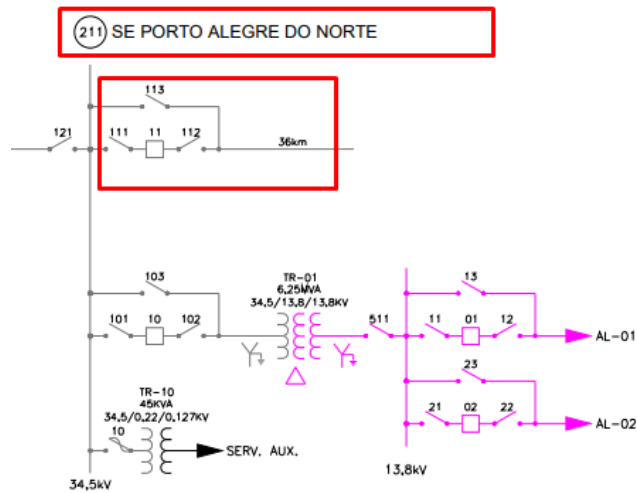 211 SE PORTO ALEGRE DO NORTE
113
121 111 11 112
36km
103
101 10 102
TR-01
6,25MVA
34,5/13,8/13,8KV
511
13
11 01 12
AL-01
23
21 02 22
AL-02
TR-10
45KVA
34,5/0,22/0,127KV
10
SERV. AUX.
34,5kV
13,8kV